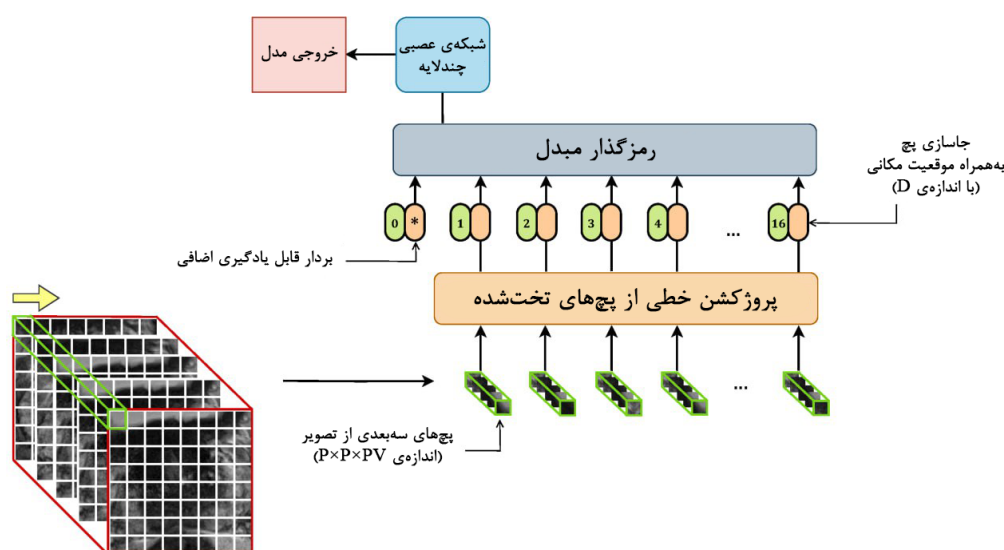 خروجی مدل
شبکه‌ی عصبی
چندلایه
رمزگذار مبدل
جاسازی پچ
به‌همراه موقعیت مکانی
(با اندازه‌ی D)
0 * 1 2 3 4 ... 16
بردار قابل یادگیری اضافی
پروژکشن خطی از پچ‌های تخت‌شده
...
پچ‌های سه‌بعدی از تصویر
(اندازه‌ی P×P×PV)